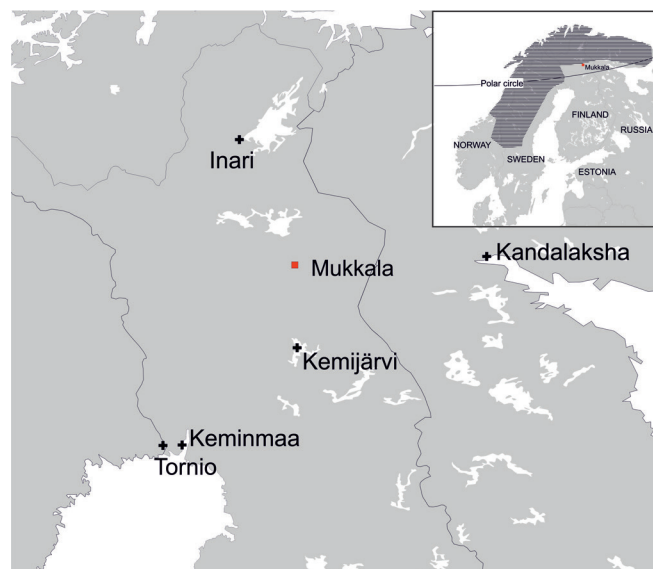 Mukkala
Polar circle
FINLAND
RUSSIA
NORWAY
SWEDEN
ESTONIA
Inari
Kandalaksha
Mukkala
Kemijärvi
Keminmaa
Tornio